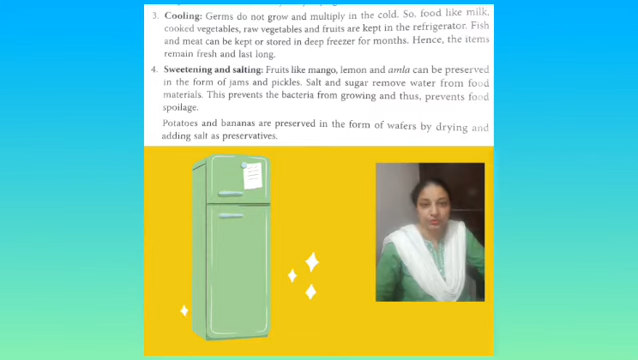 3. Cooling: Germs do not grow and multiply in the cold. So, food like milk,
cooked vegetables, raw vegetables and fruits are kept in the refrigerator. Fish
and meat can be kept or stored in deep freezer for months. Hence, the items
remain fresh and last long.
4. Sweetening and salting: Fruits like mango, lemon and amla can be preserved
in the form of jams and pickles. Salt and sugar remove water from food
materials. This prevents the bacteria from growing and thus, prevents food
spoilage.
Potatoes and bananas are preserved in the form of wafers by drying and
adding salt as preservatives.